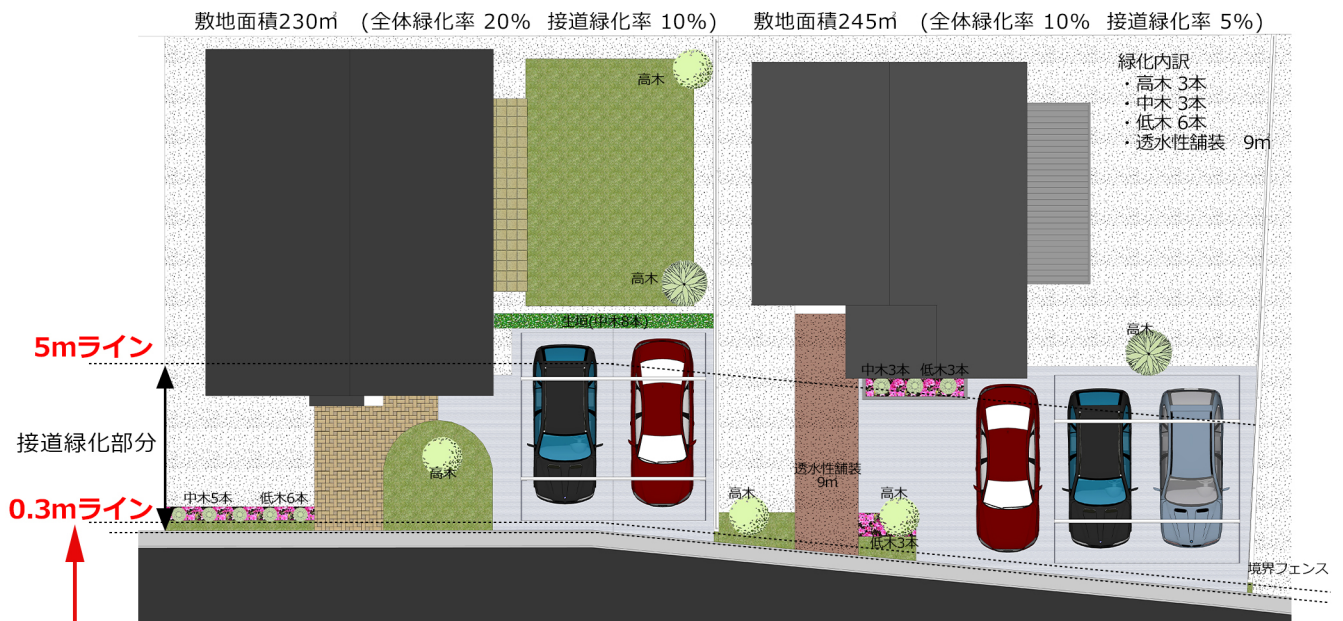 敷地面積230㎡　(全体緑化率 20%　接道緑化率 10%)
敷地面積245㎡　(全体緑化率 10%　接道緑化率 5%)
緑化内訳
・高木 3本
・中木 3本
・低木 6本
・透水性舗装　9㎡
高木
高木
生垣(中木8本)
5mライン
高木
中木3本　低木3本
接道緑化部分
高木
透水性舗装
9㎡
中木5本
低木6本
高木
高木
0.3mライン
低木3本
境界フェンス